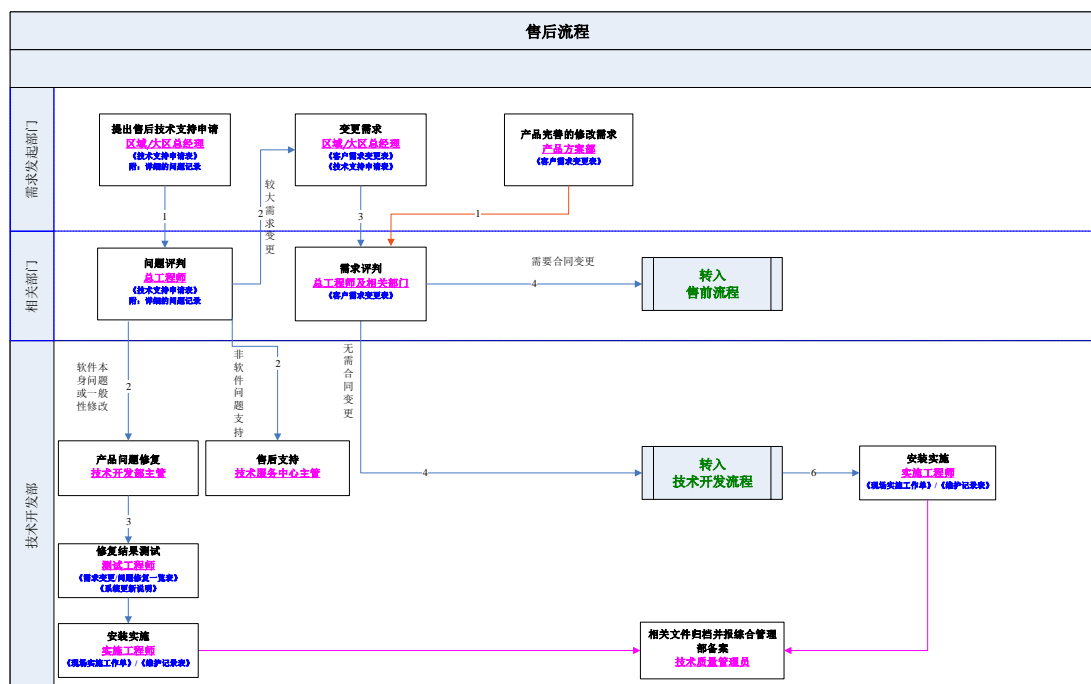 售后流程
需求发起部门
提出售后技术支持申请
区域/大区总经理
《技术支持申请表》
附：详细的问题记录
变更需求
区域/大区总经理
《客户需求变更表》
《技术支持申请表》
产品完善的修改需求
产品方案部
《客户需求变更表》
1
2
较大需求变更
3
1
相关部门
问题评判
总工程师
《技术支持申请表》
附：详细的问题记录
需求评判
总工程师及相关部门
《客户需求变更表》
需要合同变更
4
转入
售前流程
技术开发部
软件本
身问题
或一般
性修改
2
非软件问题支持
2
无需合同变更
产品问题修复
技术开发部主管
售后支持
技术服务中心主管
4
转入
技术开发流程
6
安装实施
实施工程师
《现场实施工作单》/《维护记录表》
3
修复结果测试
测试工程师
《需求变更/问题修复一览表》
《系统更新说明》
安装实施
实施工程师
《现场实施工作单》/《维护记录表》
相关文件归档并报综合管理
部备案
技术质量管理员